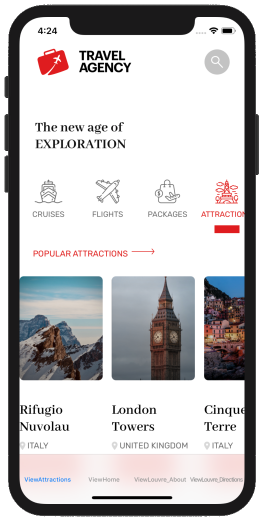 4:24
TRAVEL
AGENCY
The new age of
EXPLORATION
CRUISES FLIGHTS PACKAGES ATTRACTION
POPULAR ATTRACTIONS
Rifugio
Nuvolau
ITALY
London
Towers
UNITED KINGDOM
Cinque
Terre
ITALY
ViewAttractions ViewHome ViewLouvre_About ViewLouvre_Directions